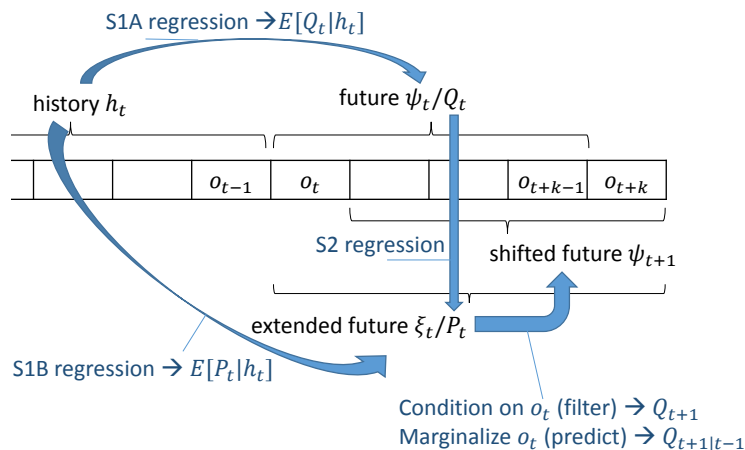 S1A regression → E[Q_t|h_t]
history h_t
future ψ_t/Q_t
o_{t−1}
o_t
o_{t+k−1}
o_{t+k}
S2 regression
shifted future ψ_{t+1}
extended future ξ_t/P_t
S1B regression → E[P_t|h_t]
Condition on o_t (filter) → Q_{t+1}
Marginalize o_t (predict) → Q_{t+1|t−1}